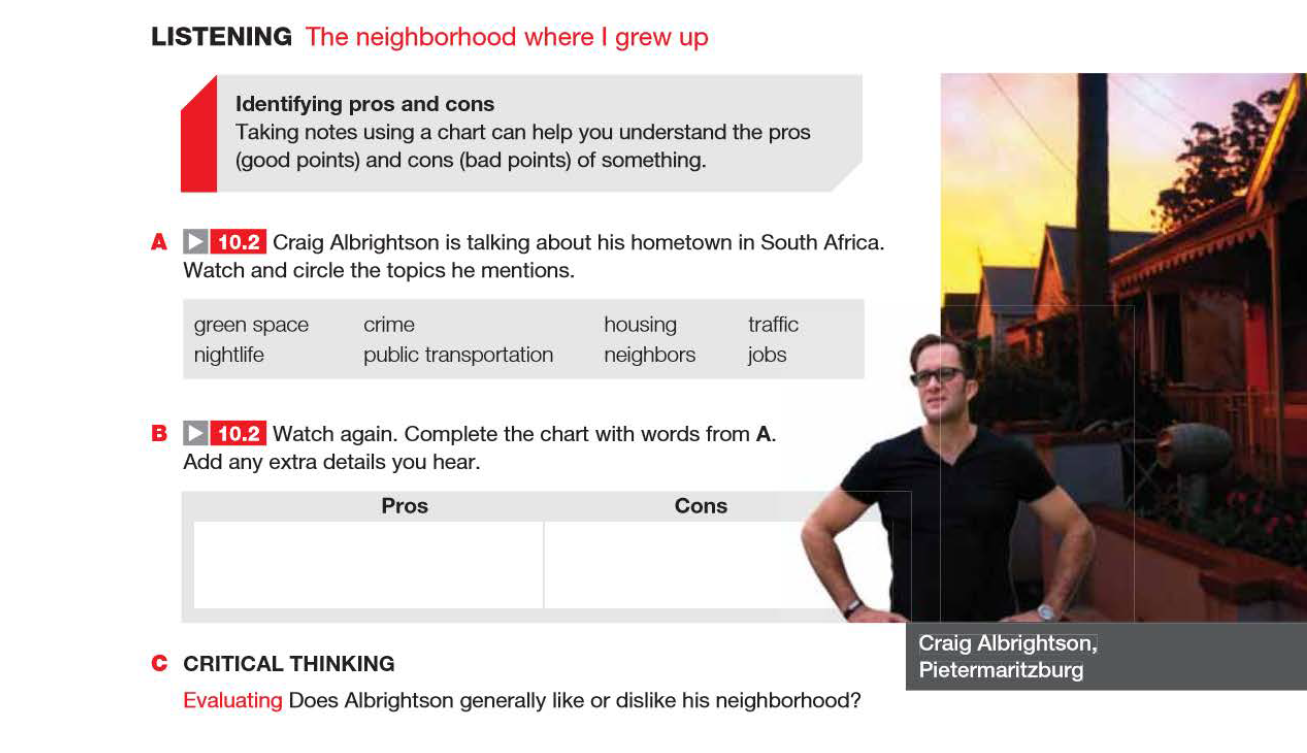 LISTENING The neighborhood where I grew up
Identifying pros and cons
Taking notes using a chart can help you understand the pros
(good points) and cons (bad points) of something.
A 10.2 Craig Albrightson is talking about his hometown in South Africa.
Watch and circle the topics he mentions.
green space crime housing traffic
nightlife public transportation neighbors jobs
B 10.2 Watch again. Complete the chart with words from A.
Add any extra details you hear.
Pros Cons
Craig Albrightson,
Pietermaritzburg
C CRITICAL THINKING
Evaluating Does Albrightson generally like or dislike his neighborhood?